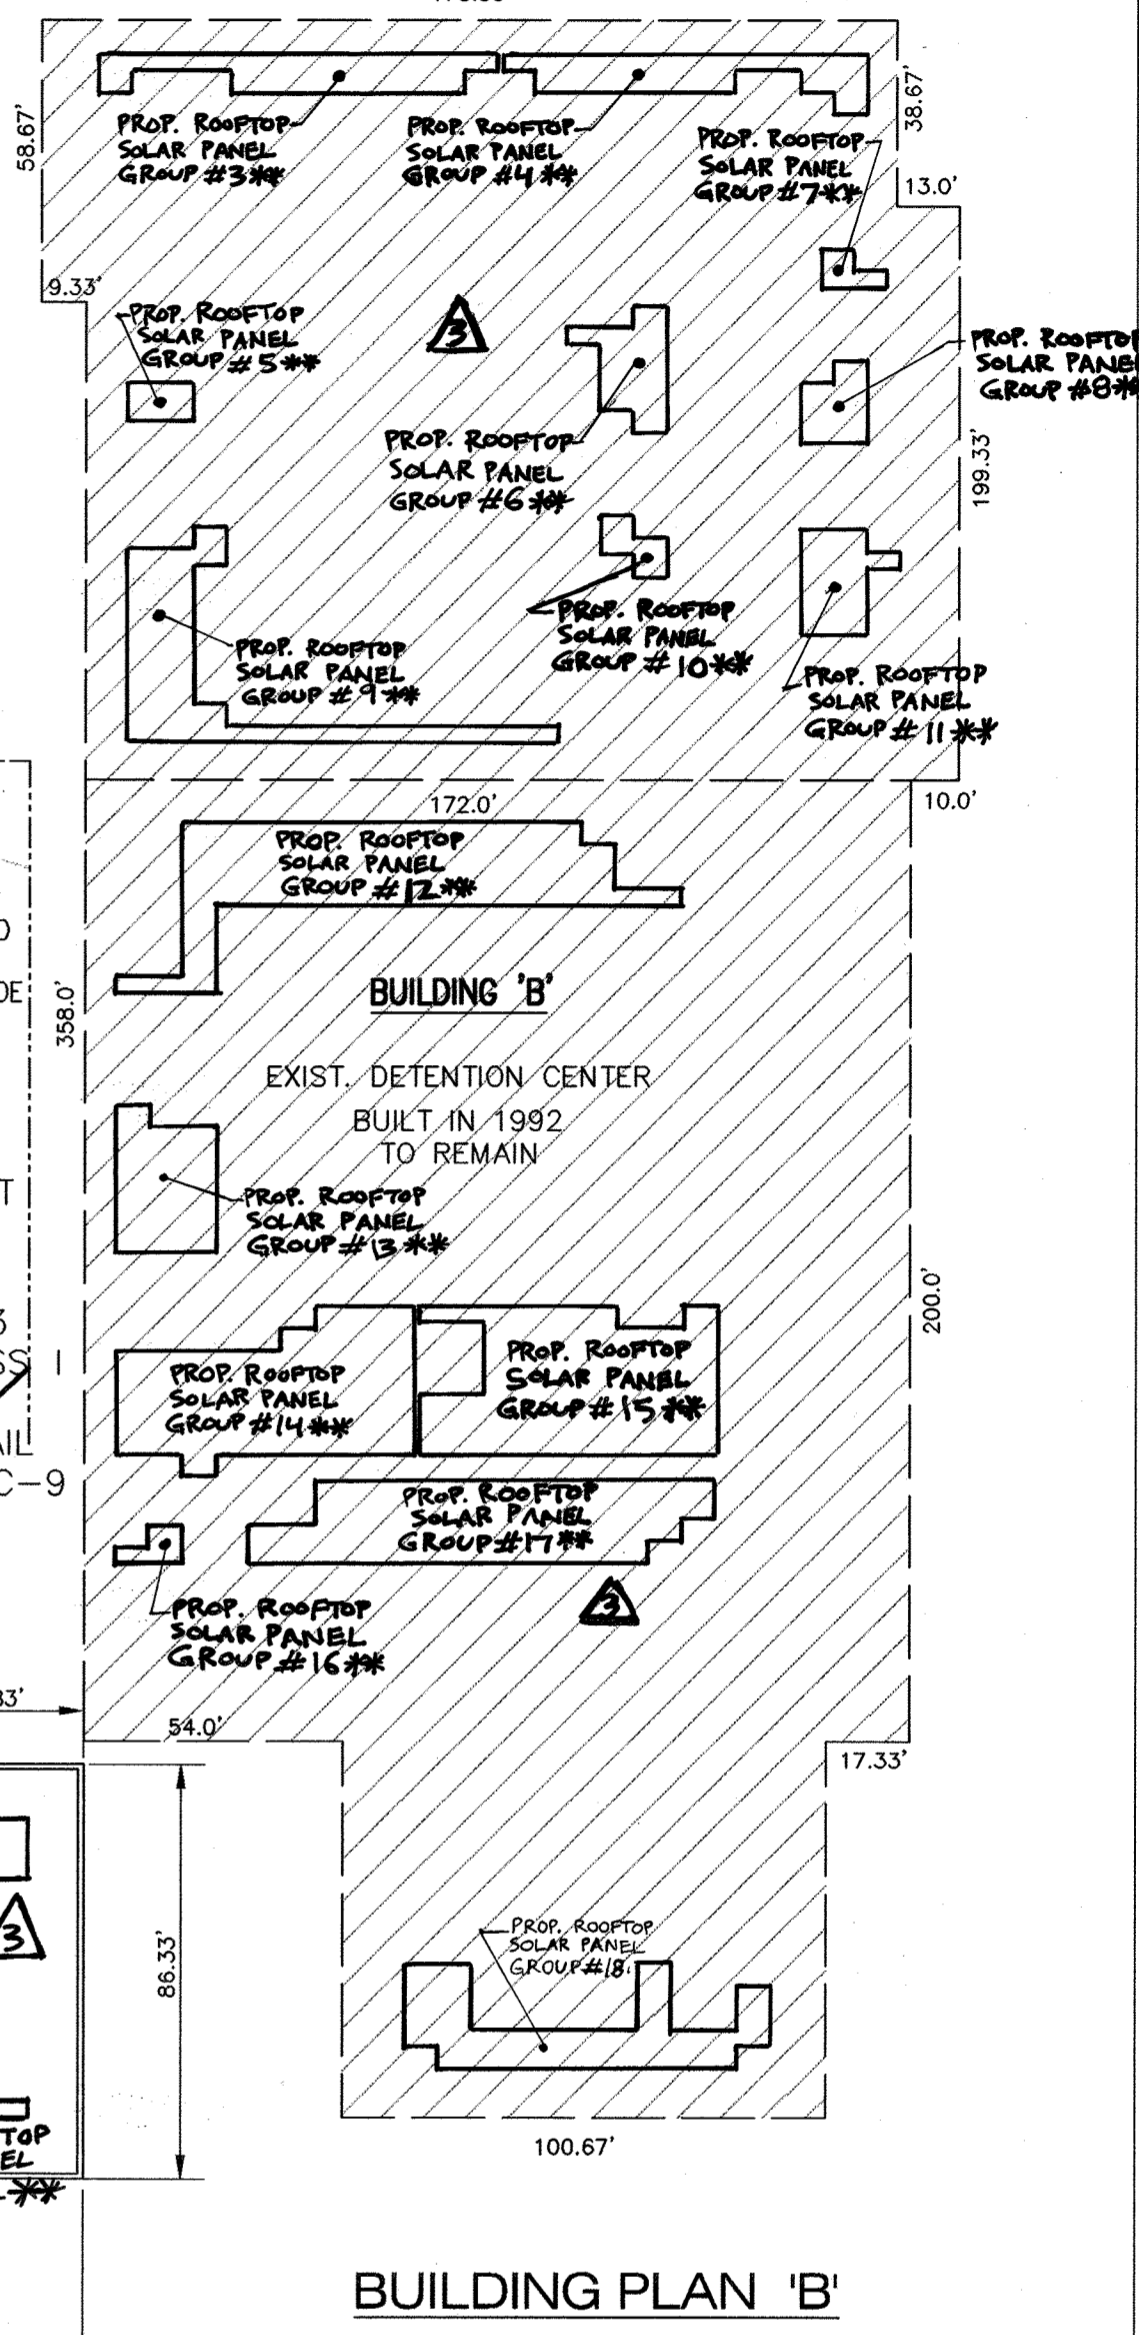 58.67'
38.67'
PROP. ROOFTOP
SOLAR PANEL
GROUP #3**
PROP. ROOFTOP
SOLAR PANEL
GROUP #4**
PROP. ROOFTOP
SOLAR PANEL
GROUP #7**
13.0'
9.33'
PROP. ROOFTOP
SOLAR PANEL
GROUP #5**
3
PROP. ROOFTOP
SOLAR PANEL
GROUP #8**
PROP. ROOFTOP
SOLAR PANEL
GROUP #6**
199.33'
PROP. ROOFTOP
SOLAR PANEL
GROUP #9**
PROP. ROOFTOP
SOLAR PANEL
GROUP #10**
PROP. ROOFTOP
SOLAR PANEL
GROUP #11**
172.0'
10.0'
PROP. ROOFTOP
SOLAR PANEL
GROUP #12**
358.0'
BUILDING 'B'
EXIST. DETENTION CENTER
BUILT IN 1992
TO REMAIN
PROP. ROOFTOP
SOLAR PANEL
GROUP #13**
200.0'
PROP. ROOFTOP
SOLAR PANEL
GROUP #14**
PROP. ROOFTOP
SOLAR PANEL
GROUP #15**
C-9
PROP. ROOFTOP
SOLAR PANEL
GROUP #17**
PROP. ROOFTOP
SOLAR PANEL
GROUP #16**
3
54.0'
17.33'
3
86.33'
PROP. ROOFTOP
SOLAR PANEL
GROUP #18
100.67'
BUILDING PLAN 'B'